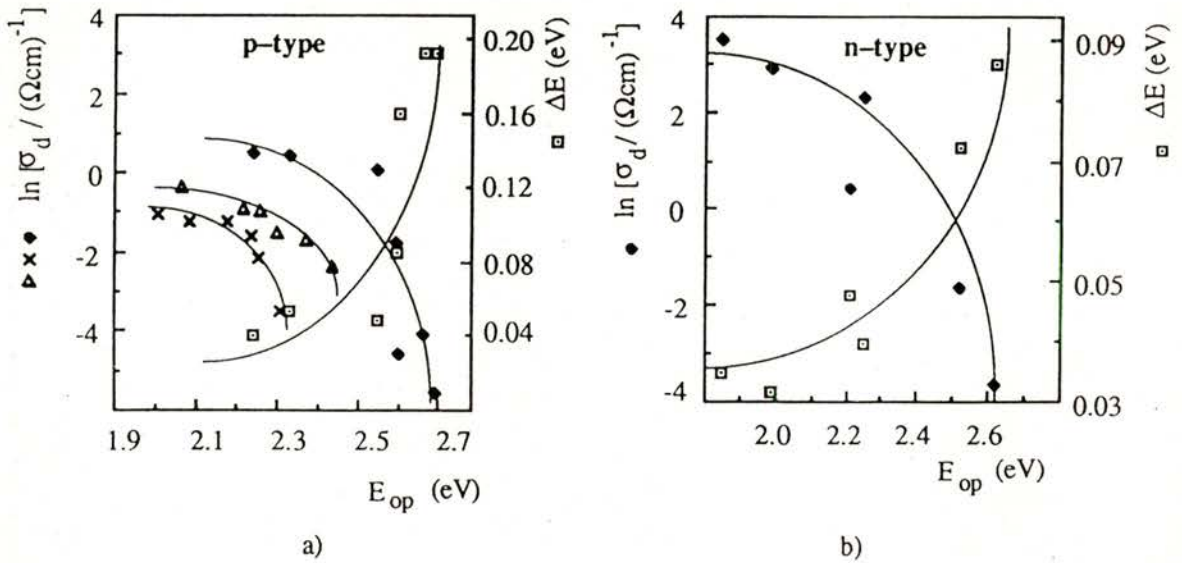 p-type
ln [σd / (Ωcm)⁻¹]
4
2
0
-2
-4
0.20
0.16
0.12
0.08
0.04
ΔE (eV)
1.9
2.1
2.3
2.5
2.7
Eop (eV)
a)
n-type
ln [σd / (Ωcm)⁻¹]
4
2
0
-2
-4
0.09
0.07
0.05
0.03
ΔE (eV)
2.0
2.2
2.4
2.6
Eop (eV)
b)